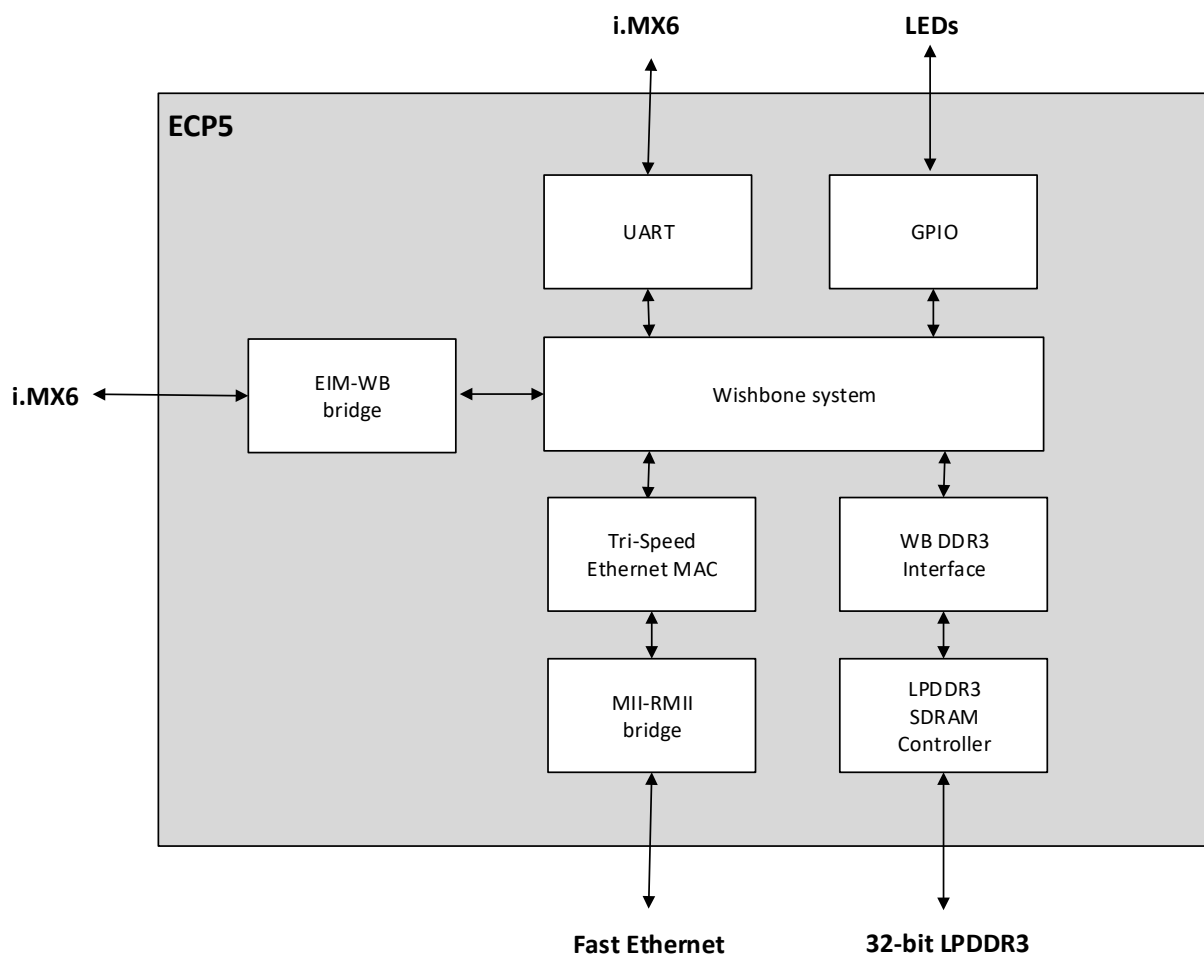 i.MX6
LEDs
ECP5
UART
GPIO
i.MX6
EIM-WB
bridge
Wishbone system
Tri-Speed
Ethernet MAC
WB DDR3
Interface
MII-RMII
bridge
LPDDR3
SDRAM
Controller
Fast Ethernet
32-bit LPDDR3